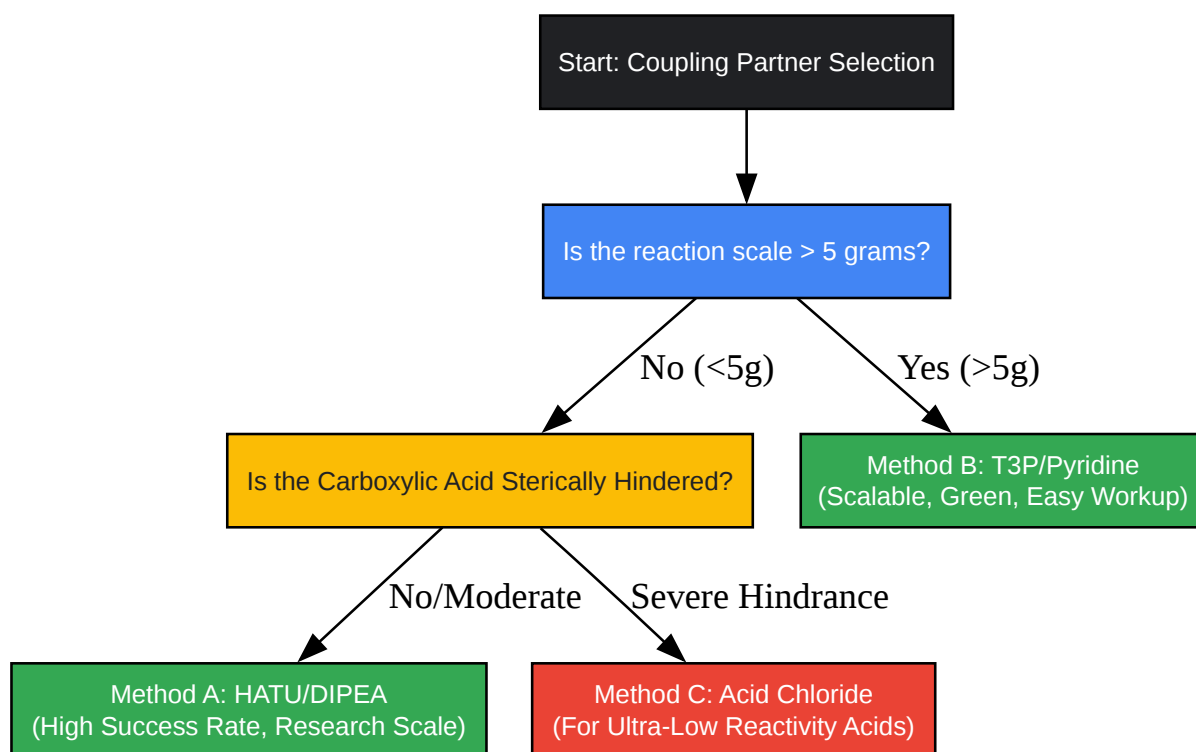 Start: Coupling Partner Selection
Is the reaction scale > 5 grams?
No (<5g)
Yes (>5g)
Is the Carboxylic Acid Sterically Hindered?
Method B: T3P/Pyridine
(Scalable, Green, Easy Workup)
No/Moderate
Severe Hindrance
Method A: HATU/DIPEA
(High Success Rate, Research Scale)
Method C: Acid Chloride
(For Ultra-Low Reactivity Acids)